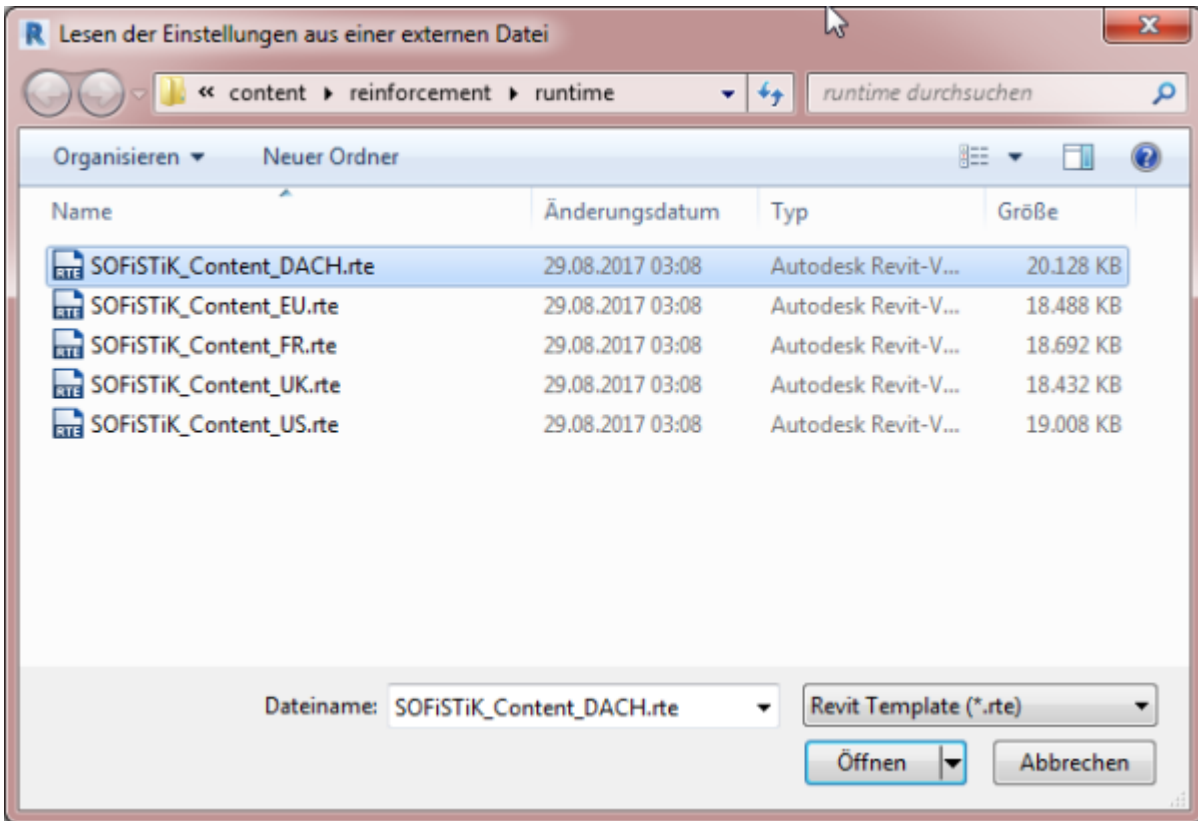 Lesen der Einstellungen aus einer externen Datei
« content ▸ reinforcement ▸ runtime
runtime durchsuchen
Organisieren Neuer Ordner
Name Änderungsdatum Typ Größe
SOFiSTiK_Content_DACH.rte 29.08.2017 03:08 Autodesk Revit-V... 20.128 KB
SOFiSTiK_Content_EU.rte 29.08.2017 03:08 Autodesk Revit-V... 18.488 KB
SOFiSTiK_Content_FR.rte 29.08.2017 03:08 Autodesk Revit-V... 18.692 KB
SOFiSTiK_Content_UK.rte 29.08.2017 03:08 Autodesk Revit-V... 18.432 KB
SOFiSTiK_Content_US.rte 29.08.2017 03:08 Autodesk Revit-V... 19.008 KB
Dateiname: SOFiSTiK_Content_DACH.rte Revit Template (*.rte)
Öffnen Abbrechen